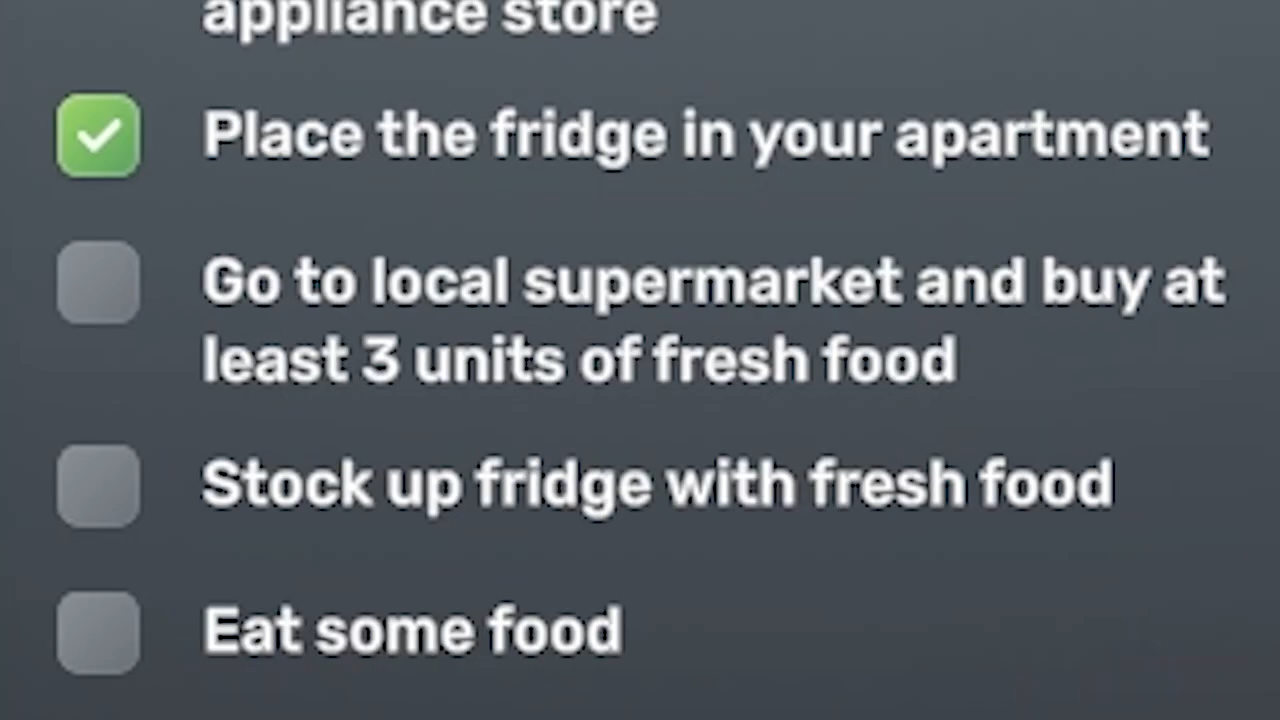 appliance store
Place the fridge in your apartment
Go to local supermarket and buy at
least 3 units of fresh food
Stock up fridge with fresh food
Eat some food